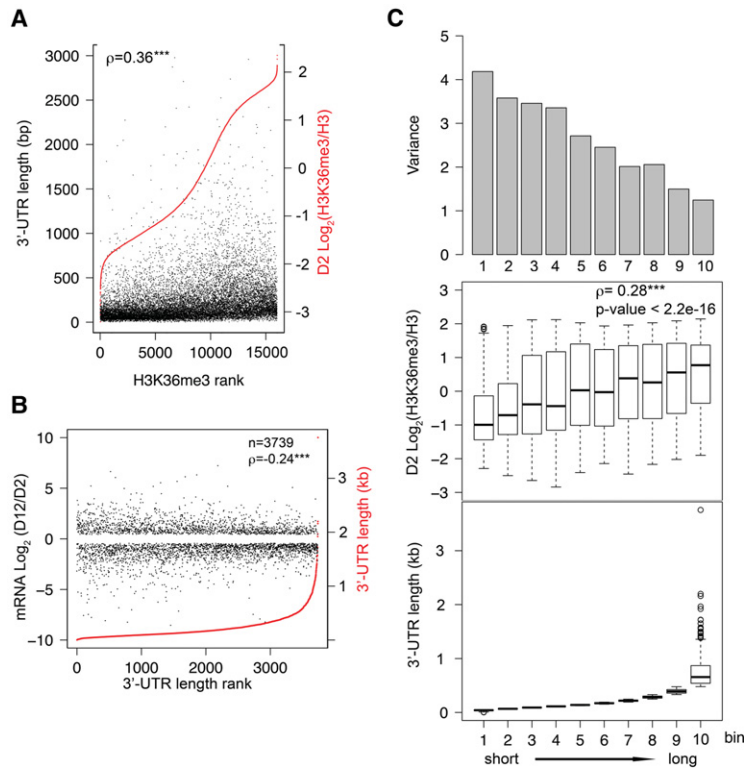 A
ρ=0.36***
3'-UTR length (bp)
3000
2500
2000
1500
1000
500
0
2
1
0
-1
-2
-3
D2 Log2(H3K36me3/H3)
0 5000 10000 15000
H3K36me3 rank
B
n=3739
ρ=-0.24***
mRNA Log2 (D12/D2)
10
5
0
−5
−10
3
2
1
3'-UTR length (kb)
0 1000 2000 3000
3'-UTR length rank
C
Variance
5
4
3
2
1
0
1 2 3 4 5 6 7 8 9 10
ρ= 0.28***
p-value < 2.2e-16
D2 Log2(H3K36me3/H3)
2
1
0
−1
−2
−3
3'-UTR length (kb)
3
2
1
0
1 2 3 4 5 6 7 8 9 10 bin
short long